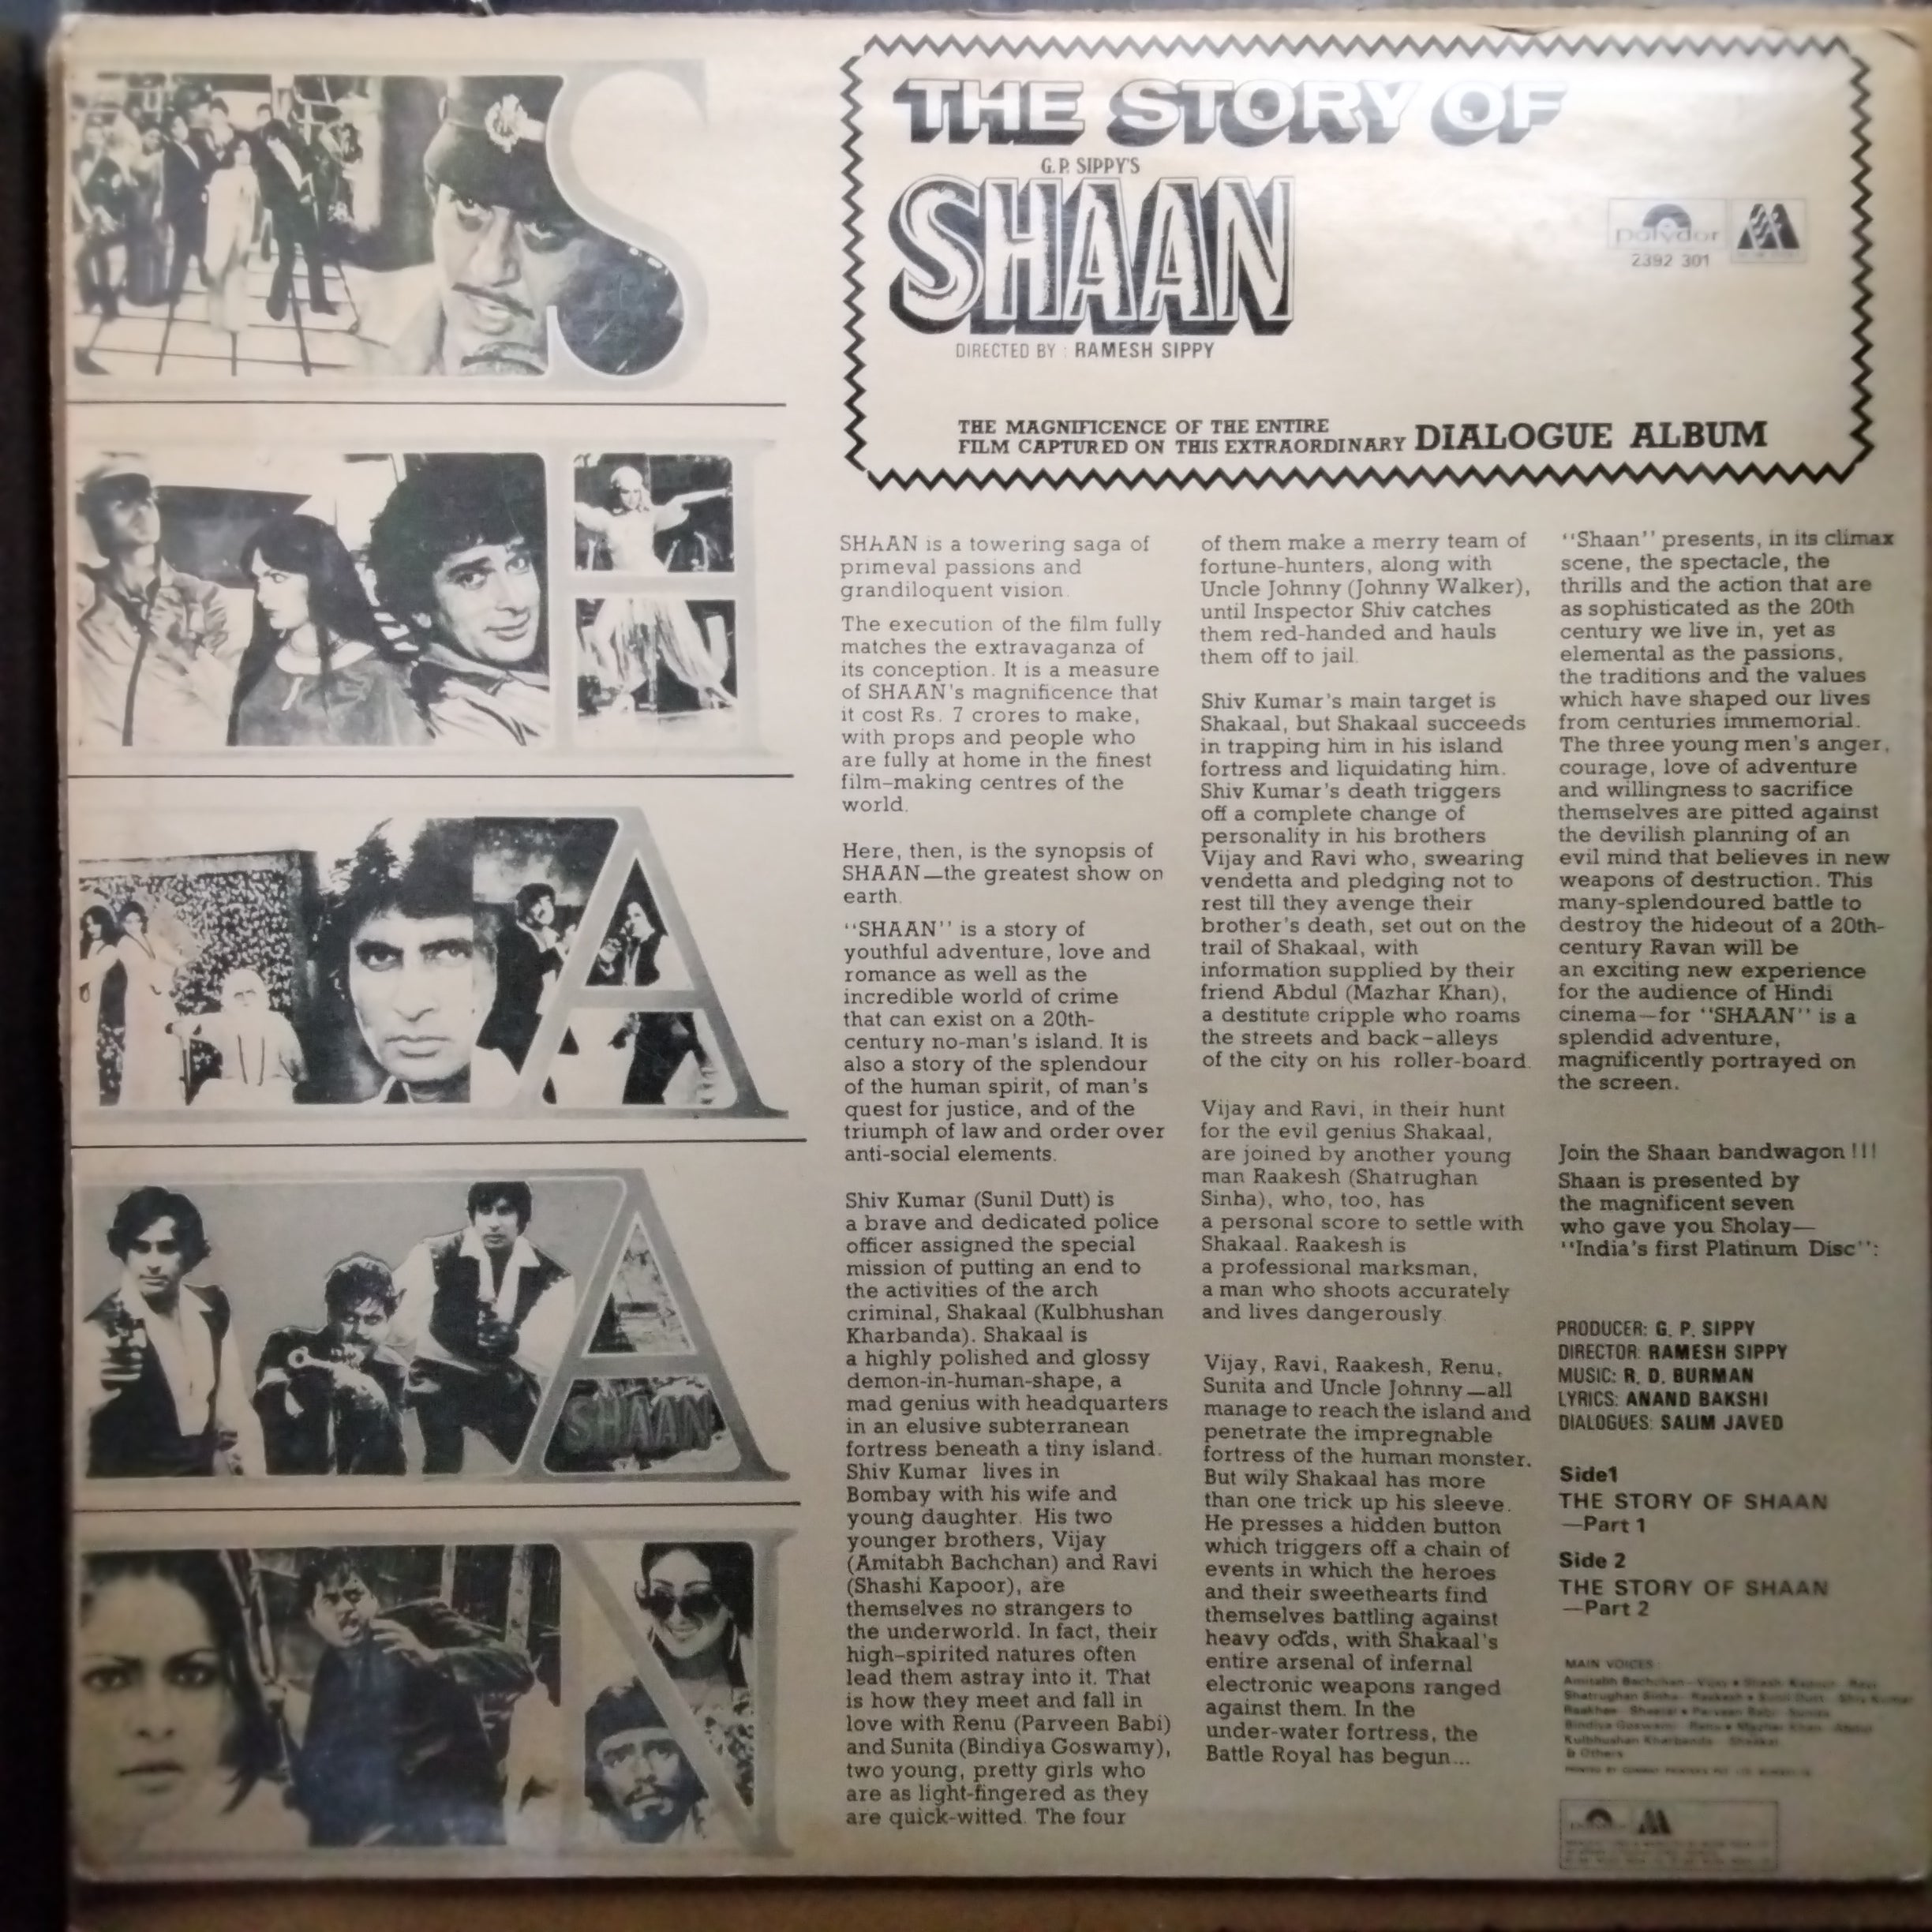 THE STORY OF
G.P. SIPPY'S
SHAAN
DIRECTED BY : RAMESH SIPPY
polydor
2392 301
THE MAGNIFICENCE OF THE ENTIRE
FILM CAPTURED ON THIS EXTRAORDINARY DIALOGUE ALBUM
SHAAN is a towering saga of
primeval passions and
grandiloquent vision.
The execution of the film fully
matches the extravaganza of
its conception. It is a measure
of SHAAN's magnificence that
it cost Rs. 7 crores to make,
with props and people who
are fully at home in the finest
film-making centres of the
world.
Here, then, is the synopsis of
SHAAN—the greatest show on
earth.
"SHAAN" is a story of
youthful adventure, love and
romance as well as the
incredible world of crime
that can exist on a 20th-
century no-man's island. It is
also a story of the splendour
of the human spirit, of man's
quest for justice, and of the
triumph of law and order over
anti-social elements.
Shiv Kumar (Sunil Dutt) is
a brave and dedicated police
officer assigned the special
mission of putting an end to
the activities of the arch
criminal, Shakaal (Kulbhushan
Kharbanda). Shakaal is
a highly polished and glossy
demon-in-human-shape, a
mad genius with headquarters
in an elusive subterranean
fortress beneath a tiny island.
Shiv Kumar lives in
Bombay with his wife and
young daughter. His two
younger brothers, Vijay
(Amitabh Bachchan) and Ravi
(Shashi Kapoor), are
themselves no strangers to
the underworld. In fact, their
high-spirited natures often
lead them astray into it. That
is how they meet and fall in
love with Renu (Parveen Babi)
and Sunita (Bindiya Goswamy),
two young, pretty girls who
are as light-fingered as they
are quick-witted. The four
of them make a merry team of
fortune-hunters, along with
Uncle Johnny (Johnny Walker),
until Inspector Shiv catches
them red-handed and hauls
them off to jail.
Shiv Kumar's main target is
Shakaal, but Shakaal succeeds
in trapping him in his island
fortress and liquidating him.
Shiv Kumar's death triggers
off a complete change of
personality in his brothers
Vijay and Ravi who, swearing
vendetta and pledging not to
rest till they avenge their
brother's death, set out on the
trail of Shakaal, with
information supplied by their
friend Abdul (Mazhar Khan),
a destitute cripple who roams
the streets and back-alleys
of the city on his roller-board.
Vijay and Ravi, in their hunt
for the evil genius Shakaal,
are joined by another young
man Raakesh (Shatrughan
Sinha), who, too, has
a personal score to settle with
Shakaal. Raakesh is
a professional marksman,
a man who shoots accurately
and lives dangerously.
Vijay, Ravi, Raakesh, Renu,
Sunita and Uncle Johnny—all
manage to reach the island and
penetrate the impregnable
fortress of the human monster.
But wily Shakaal has more
than one trick up his sleeve.
He presses a hidden button
which triggers off a chain of
events in which the heroes
and their sweethearts find
themselves battling against
heavy odds, with Shakaal's
entire arsenal of infernal
electronic weapons ranged
against them. In the
under-water fortress, the
Battle Royal has begun...
"Shaan" presents, in its climax
scene, the spectacle, the
thrills and the action that are
as sophisticated as the 20th
century we live in, yet as
elemental as the passions,
the traditions and the values
which have shaped our lives
from centuries immemorial.
The three young men's anger,
courage, love of adventure
and willingness to sacrifice
themselves are pitted against
the devilish planning of an
evil mind that believes in new
weapons of destruction. This
many-splendoured battle to
destroy the hideout of a 20th-
century Ravan will be
an exciting new experience
for the audience of Hindi
cinema—for "SHAAN" is a
splendid adventure,
magnificently portrayed on
the screen.
Join the Shaan bandwagon !!!
Shaan is presented by
the magnificent seven
who gave you Sholay—
"India's first Platinum Disc":
PRODUCER: G. P. SIPPY
DIRECTOR: RAMESH SIPPY
MUSIC: R. D. BURMAN
LYRICS: ANAND BAKSHI
DIALOGUES: SALIM JAVED
Side1
THE STORY OF SHAAN
—Part 1
Side 2
THE STORY OF SHAAN
—Part 2
MAIN VOICES:
Amitabh Bachchan – Vijay • Shashi Kapoor – Ravi
Shatrughan Sinha – Raakesh • Sunil Dutt – Shiv Kumar
Raakhee – Sheetal • Parveen Babi – Sunita
Bindiya Goswami – Renu • Mazhar Khan – Abdul
Kulbhushan Kharbanda – Shakaal
& Others
SHAAN
SHAAN